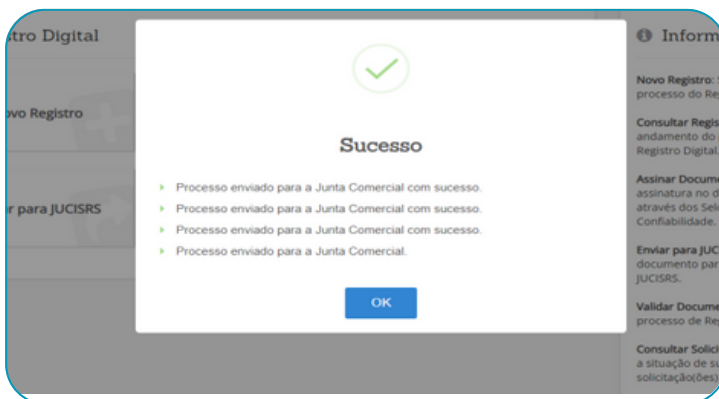 stro Digital
ovo Registro
r para JUCISRS
Sucesso
Processo enviado para a Junta Comercial com sucesso.
Processo enviado para a Junta Comercial com sucesso.
Processo enviado para a Junta Comercial com sucesso.
Processo enviado para a Junta Comercial.
OK
Inform
Novo Registro:
processo do Re
Consultar Regis
andamento do
Registro Digital.
Assinar Docume
assinatura no d
através dos Sel
Confiabilidade.
Enviar para JUC
documento par
JUCISRS.
Validar Docume
processo de Re
Consultar Solici
a situação de su
solicitação(ões)